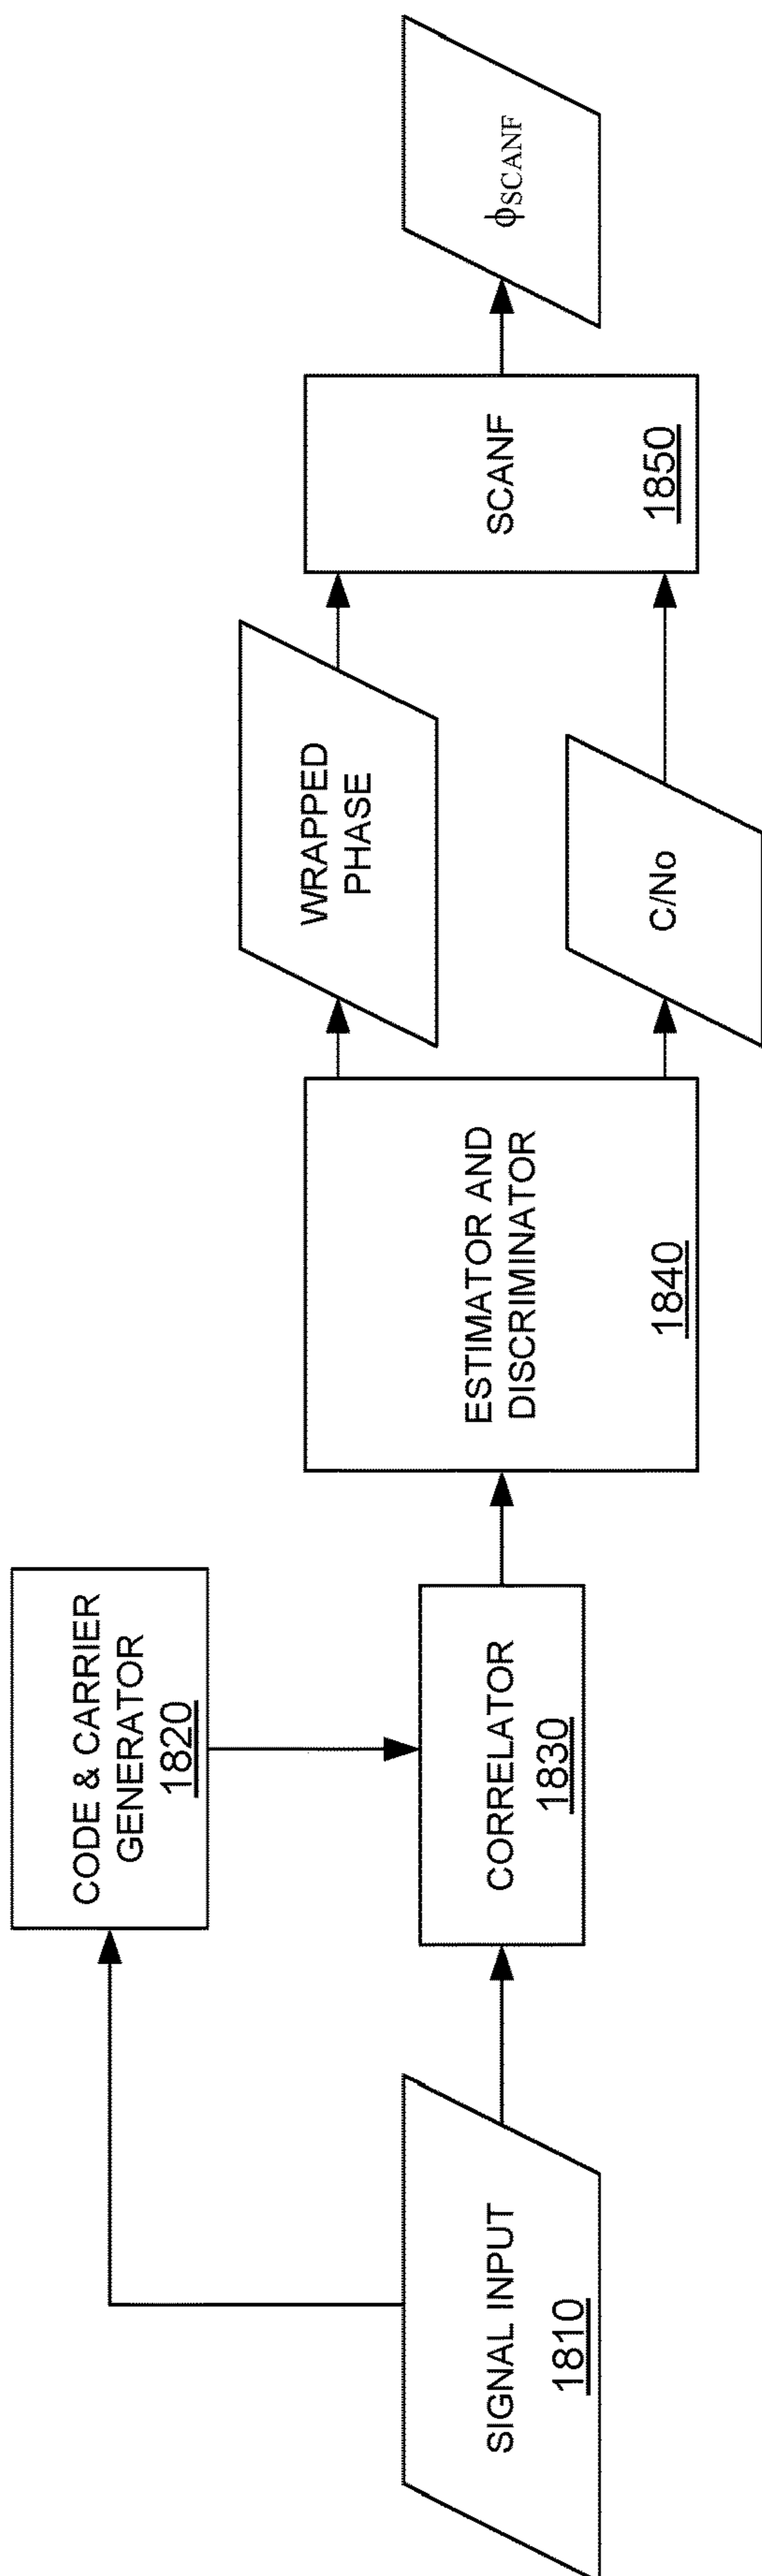 CODE & CARRIER
GENERATOR
1820
SIGNAL INPUT
1810
CORRELATOR
1830
ESTIMATOR AND
DISCRIMINATOR
1840
WRAPPED
PHASE
C/No
SCANF
1850
ϕSCANF